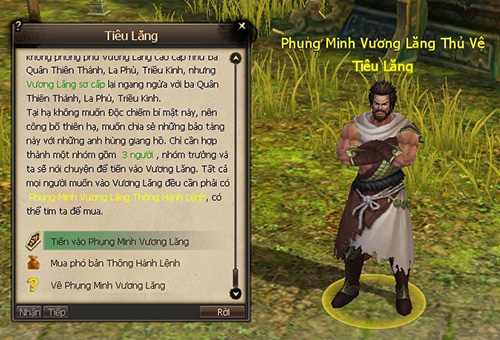 Tiêu Lăng
không phong phú Vương Lăng cao cấp như Ba
Quân Thiên Thành, La Phù, Triều Kinh, nhưng
Vương Lăng sơ cấp lại ngang ngửa với ba Quân
Thiên Thành, La Phù, Triều Kinh.
Tại hạ không muốn Độc chiếm bí mật này, nên
công bố thiên hạ, muốn chia sẻ những bảo tàng
này với những anh hùng giang hồ. Chỉ cần hợp
thành một nhóm gồm 3 người , nhóm trưởng và
ta sẽ nói chuyện để tiến vào Vương Lăng. Tất cả
mọi người muốn vào Vương Lăng đều cần phải có
Phụng Minh Vương Lăng Thông Hành Lệnh, có
thể tìm ta để mua.
Tiến vào Phụng Minh Vương Lăng
Mua phó bản Thông Hành Lệnh
Về Phụng Minh Vương Lăng
Nhận Tiếp Rời
Phụng Minh Vương Lăng Thủ Vệ
Tiêu Lăng